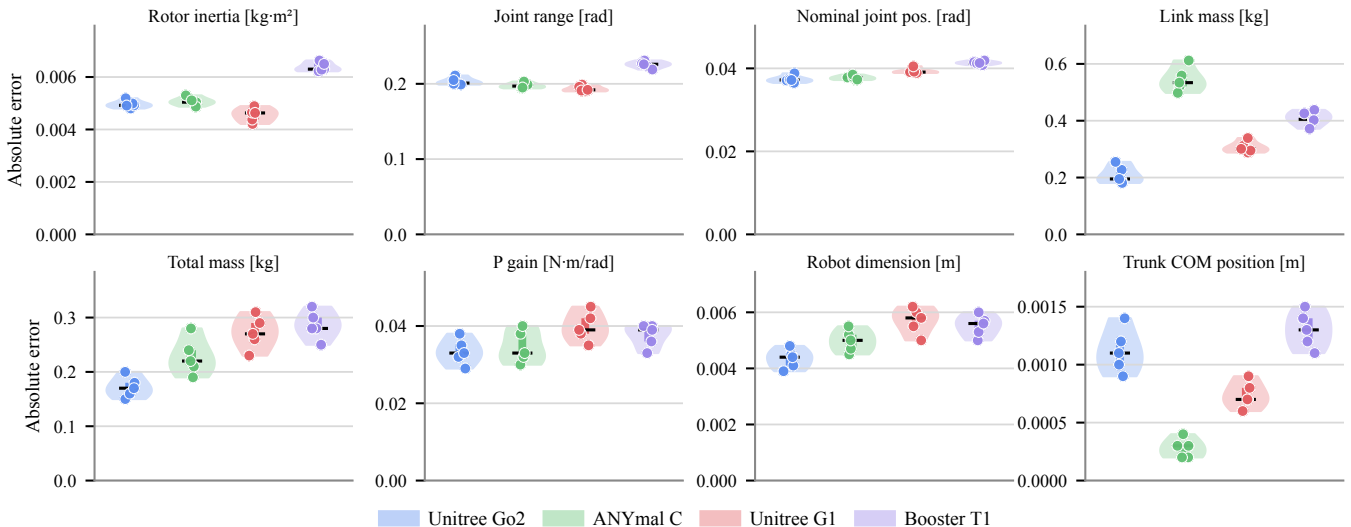 Rotor inertia [kg·m²]
Joint range [rad]
Nominal joint pos. [rad]
Link mass [kg]
Absolute error
0.006
0.004
0.002
0.000
0.2
0.1
0.0
0.04
0.02
0.00
0.6
0.4
0.2
0.0
Total mass [kg]
P gain [N·m/rad]
Robot dimension [m]
Trunk COM position [m]
Absolute error
0.3
0.2
0.1
0.0
0.04
0.02
0.00
0.006
0.004
0.002
0.000
0.0015
0.0010
0.0005
0.0000
Unitree Go2
ANYmal C
Unitree G1
Booster T1